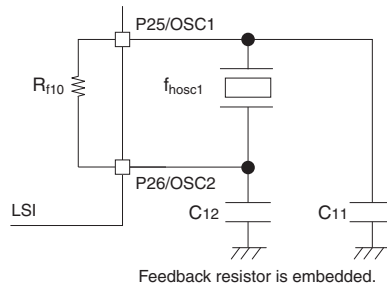 P25/OSC1
Rf10
fhosc1
P26/OSC2
LSI
C12
C11
Feedback resistor is embedded.